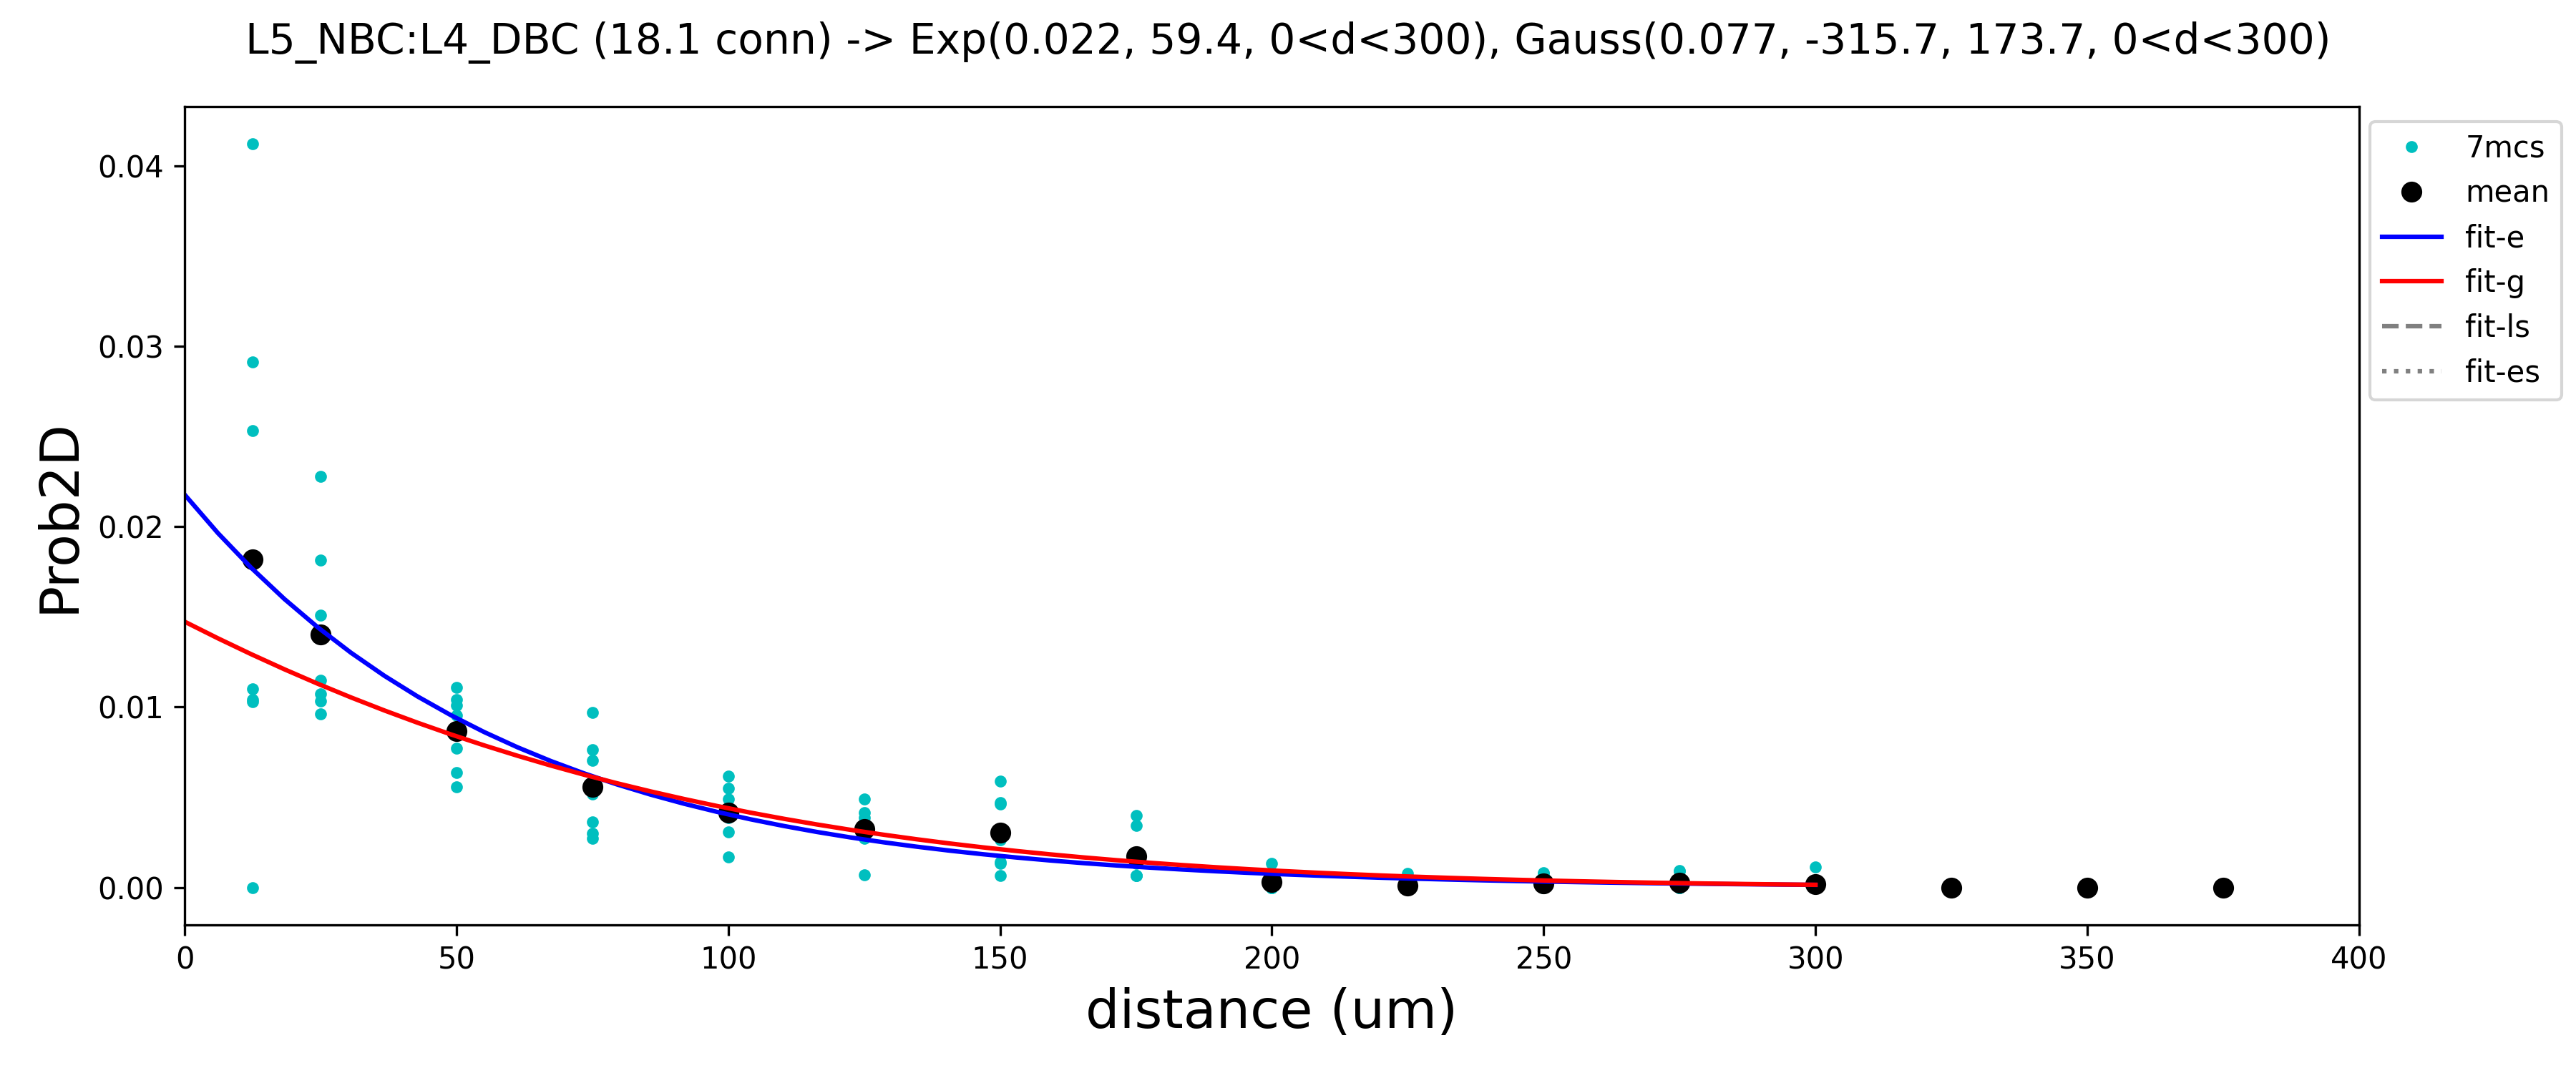 L5_NBC:L4_DBC (18.1 conn) -> Exp(0.022, 59.4, 0<d<300), Gauss(0.077, -315.7, 173.7, 0<d<300)
0.04
0.03
0.02
0.01
0.00
Prob2D
0 50 100 150 200 250 300 350 400
distance (um)
7mcs
mean
fit-e
fit-g
fit-ls
fit-es